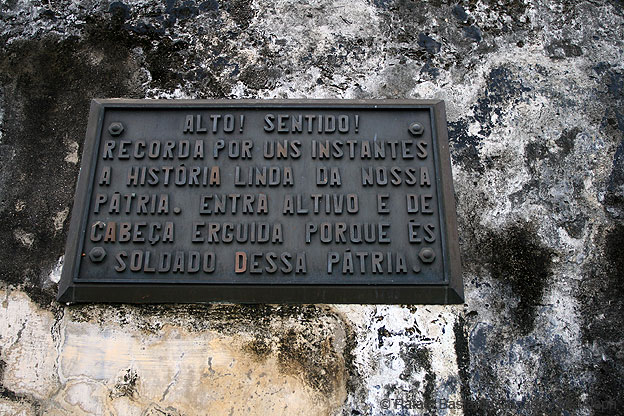 ALTO! SENTIDO!
RECORDA POR UNS INSTANTES
A HISTÓRIA LINDA DA NOSSA
PÁTRIA. ENTRA ALTIVO E DE
CABEÇA ERGUIDA PORQUE ÉS
SOLDADO DESSA PÁTRIA.